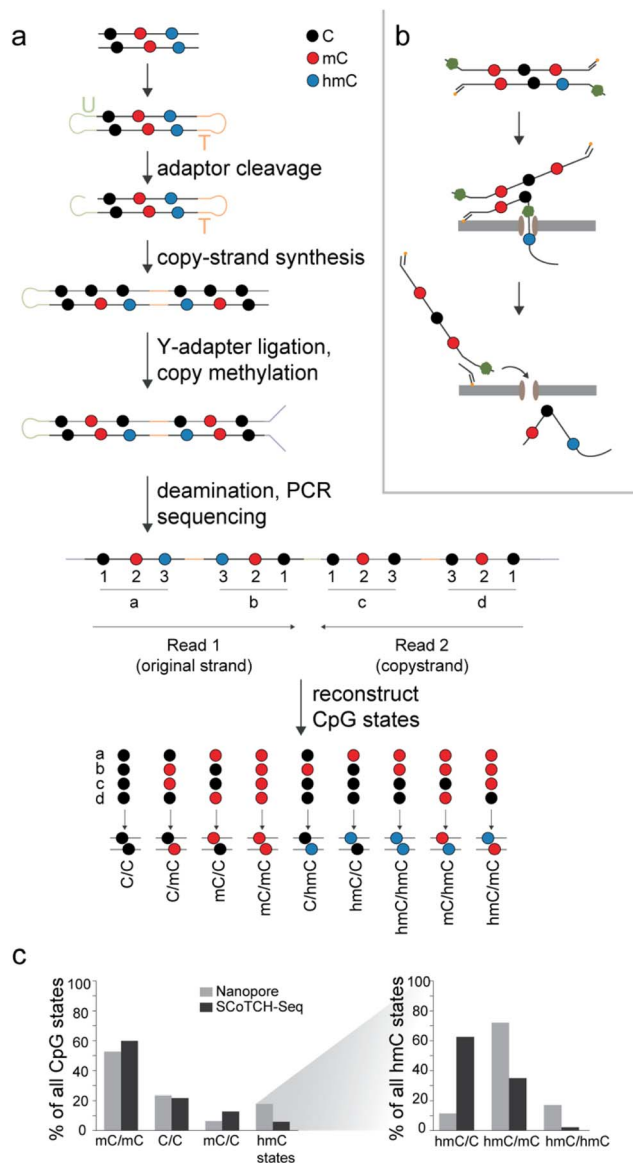 a
C
mC
hmC
b
U
T
adaptor cleavage
T
copy-strand synthesis
Y-adapter ligation,
copy methylation
deamination, PCR
sequencing
1 2 3 3 2 1 1 2 3 3 2 1
a b c d
Read 1
(original strand)
Read 2
(copystrand)
reconstruct
CpG states
a
b
c
d
C/C
C/mC
mC/C
mC/mC
C/hmC
hmC/C
hmC/hmC
mC/hmC
hmC/mC
c
% of all CpG states
100
80
60
40
20
0
Nanopore
SCoTCH-Seq
mC/mC C/C mC/C hmC
states
% of all hmC states
100
80
60
40
20
0
hmC/C hmC/mC hmC/hmC